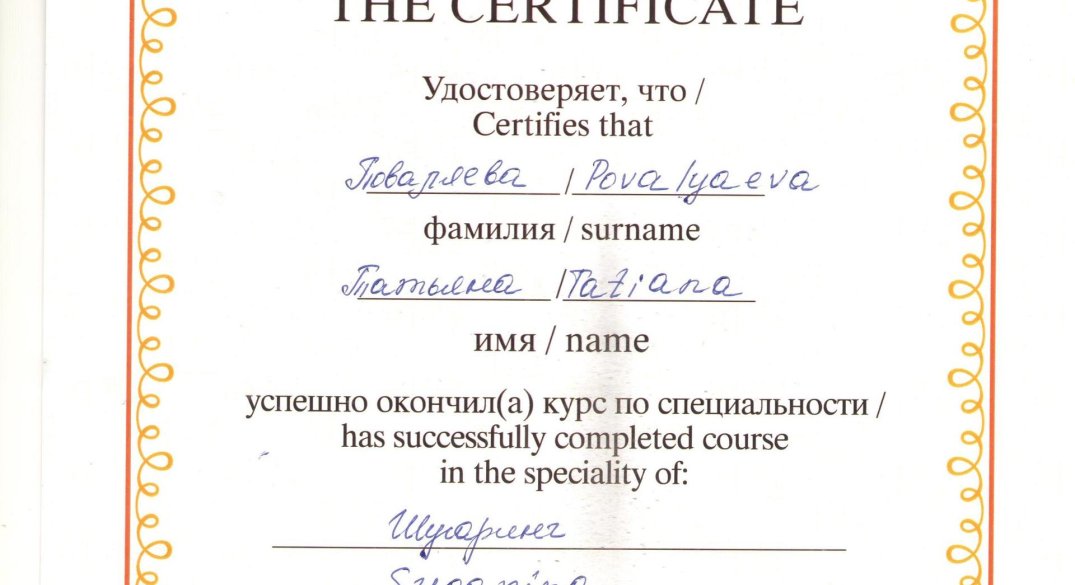 THE CERTIFICATE
Удостоверяет, что /
Certifies that
Поваляева / Povalyaeva
фамилия / surname
Татьяна / Tatiana
имя / name
успешно окончил(а) курс по специальности /
has successfully completed course
in the speciality of:
Шугаринг